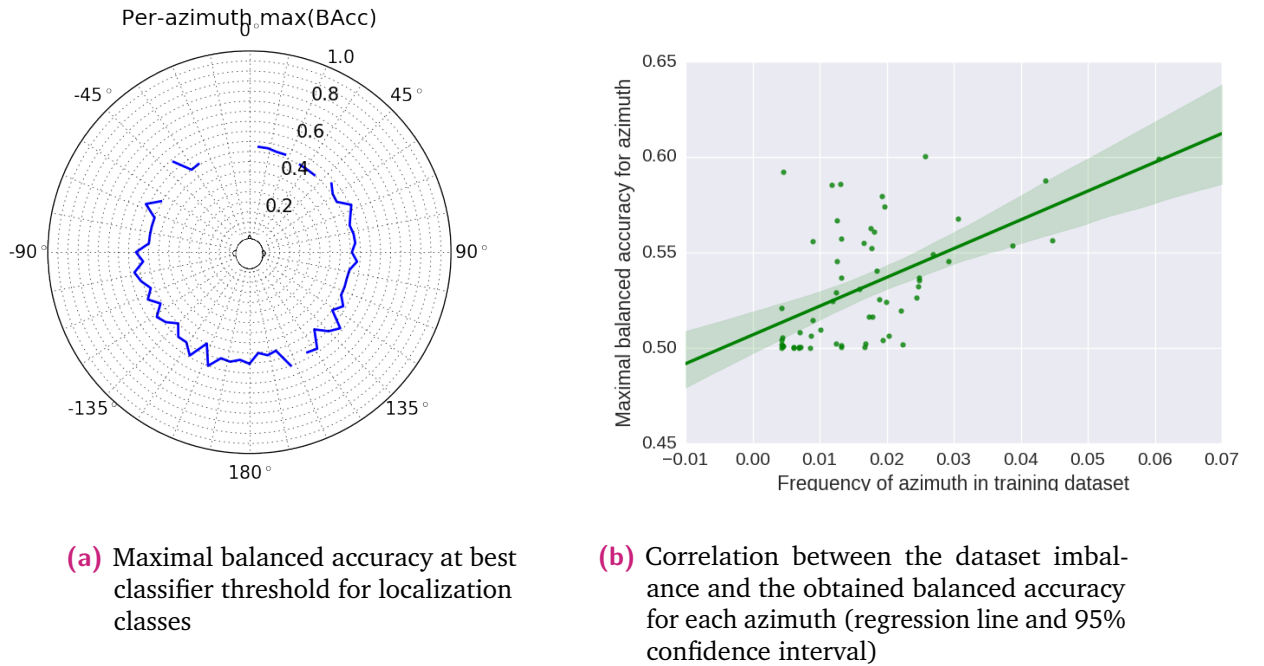 Per-azimuth max(BAcc)
0°
1.0
-45°
0.8
45°
0.6
0.4
0.2
-90°
90°
-135°
135°
180°
(a) Maximal balanced accuracy at best
classifier threshold for localization
classes
0.65
0.60
0.55
0.50
0.45
Maximal balanced accuracy for azimuth
−0.01 0.00 0.01 0.02 0.03 0.04 0.05 0.06 0.07
Frequency of azimuth in training dataset
(b) Correlation between the dataset imbal-
ance and the obtained balanced accuracy
for each azimuth (regression line and 95%
confidence interval)